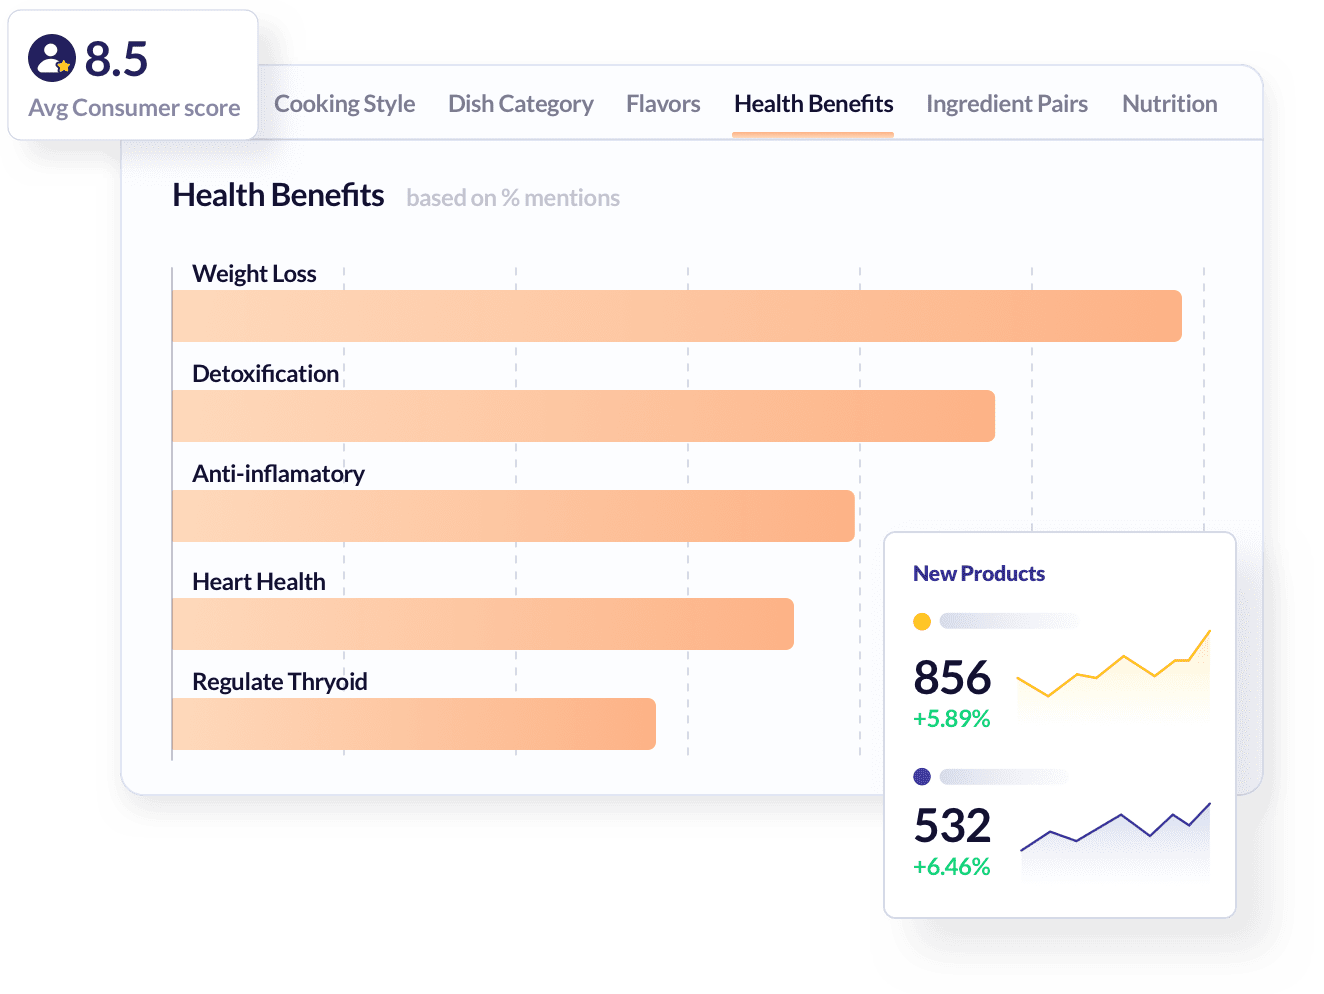 8.5
Avg Consumer score
Cooking Style Dish Category Flavors Health Benefits Ingredient Pairs Nutrition
Health Benefits based on % mentions
Weight Loss
Detoxification
Anti-inflamatory
Heart Health
Regulate Thryoid
New Products
856
+5.89%
532
+6.46%